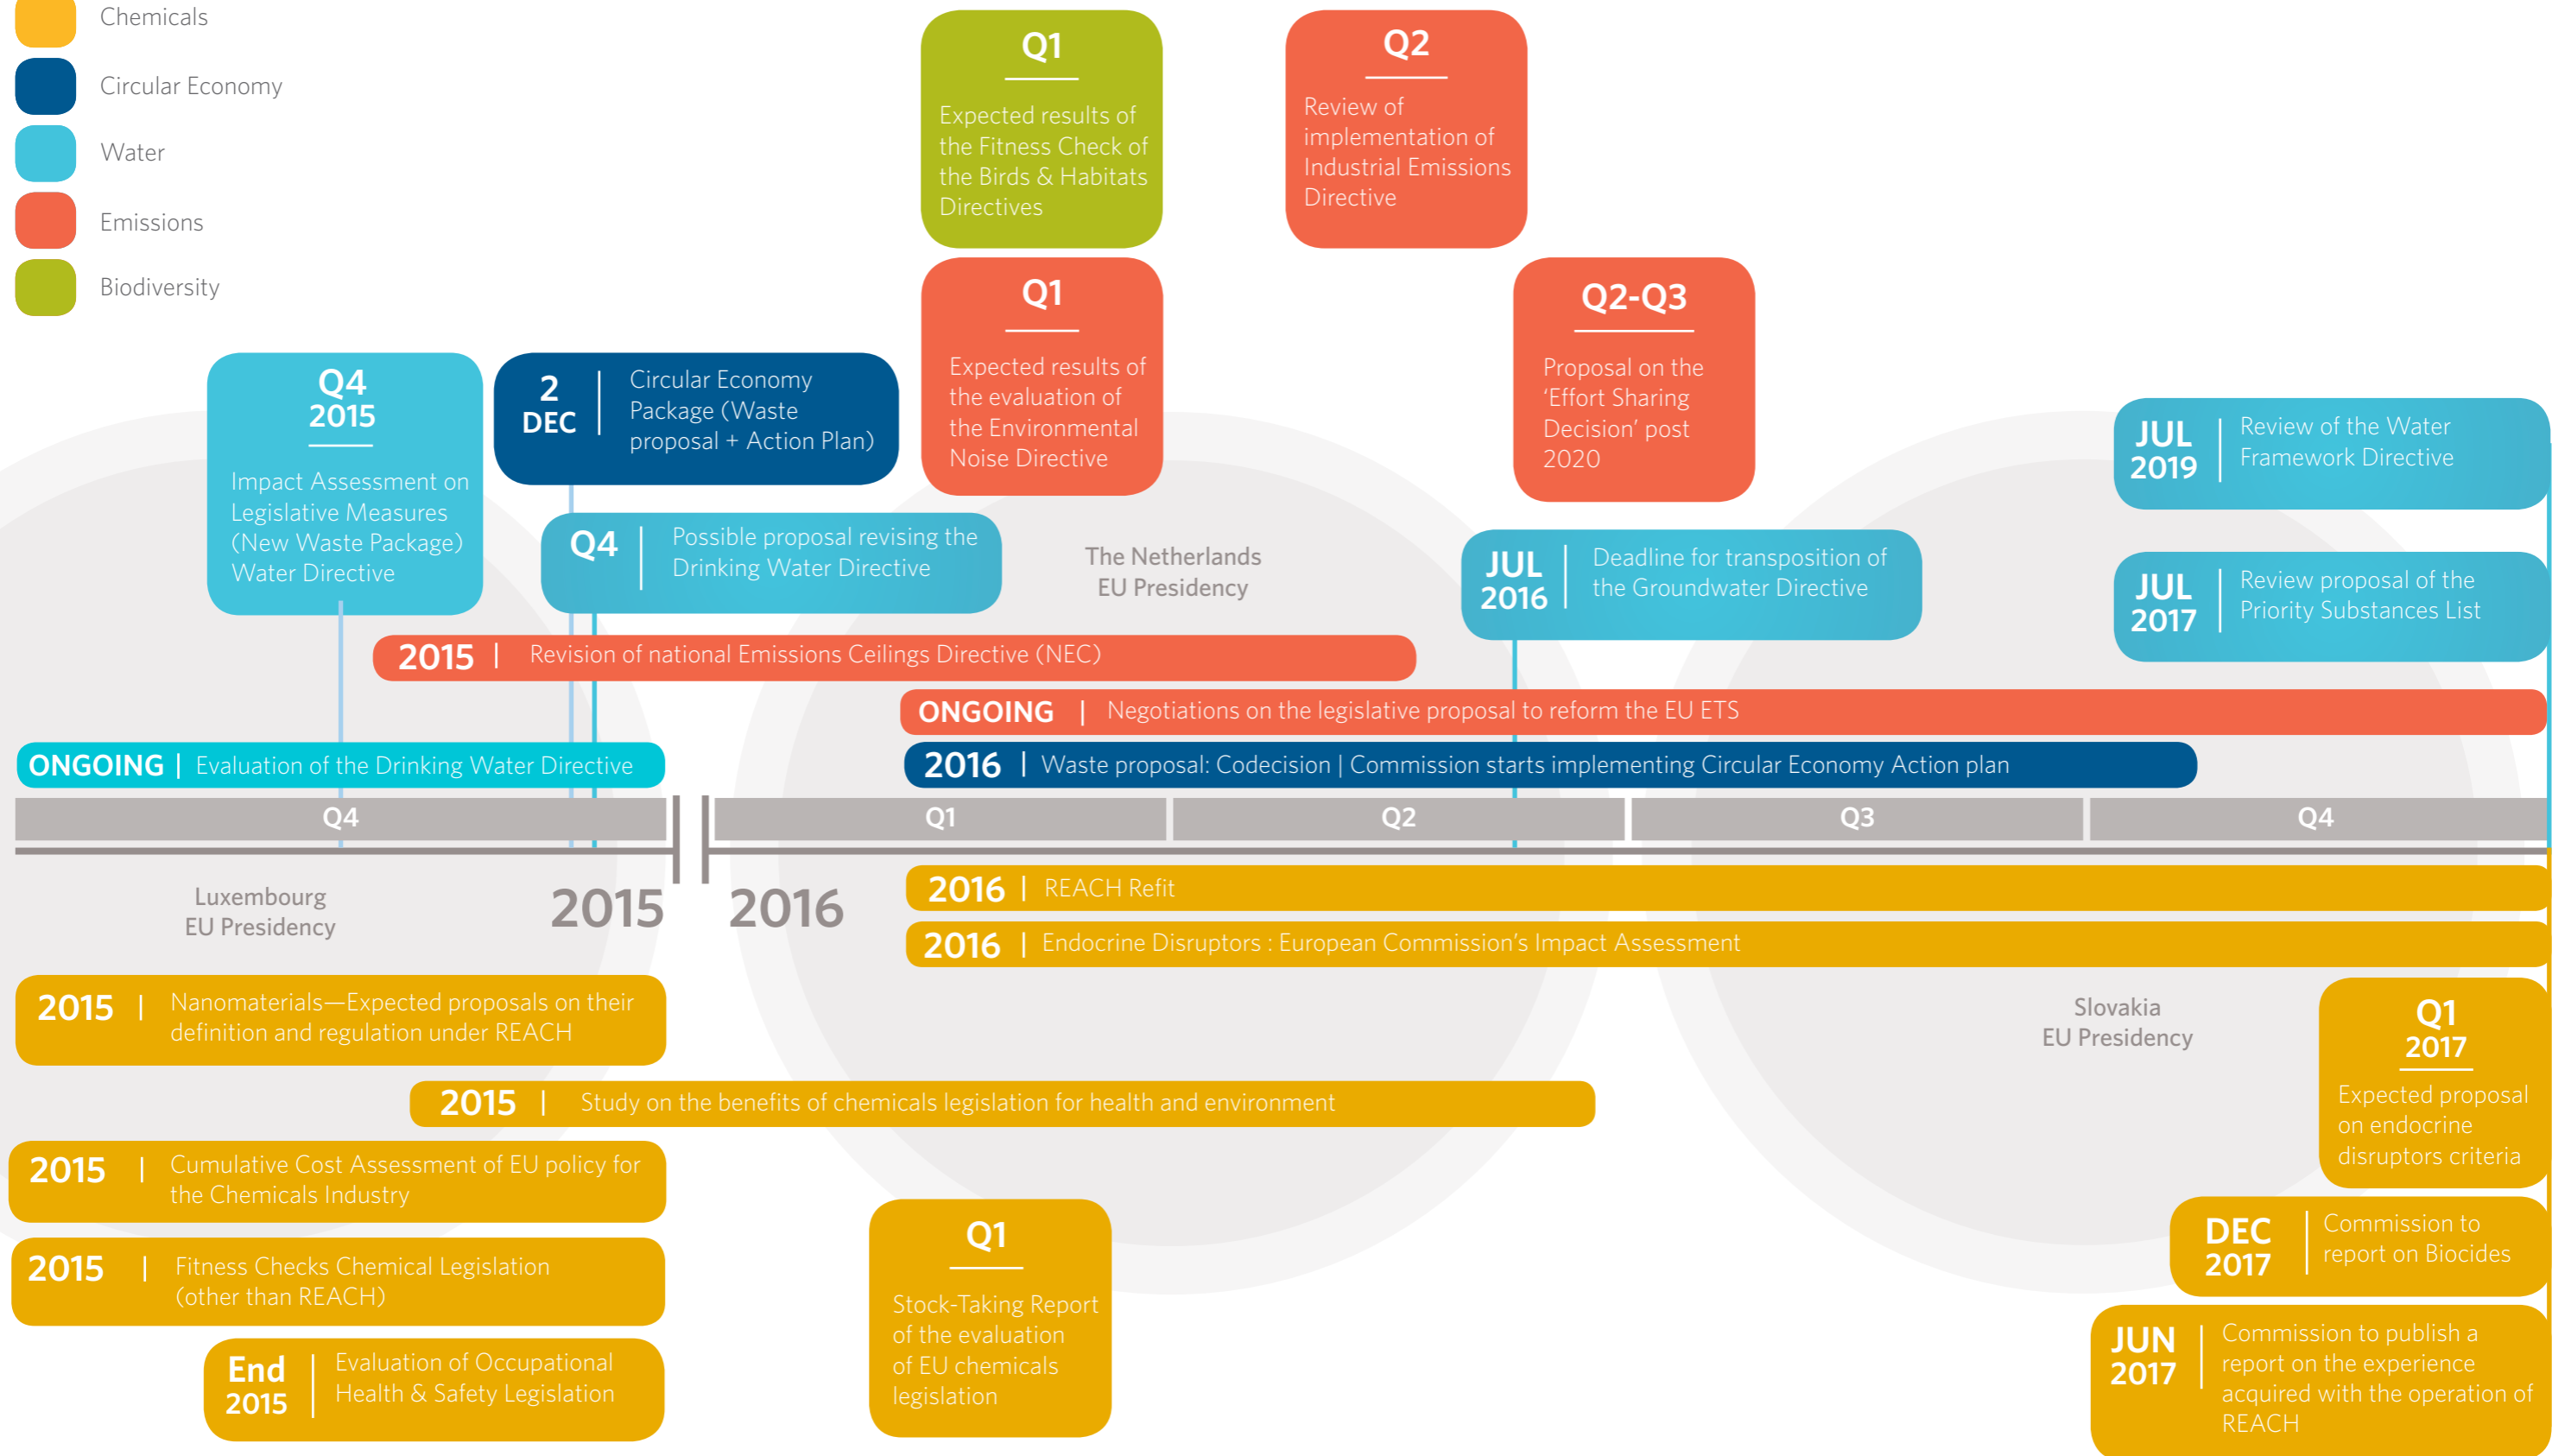 Chemicals
Circular Economy
Water
Emissions
Biodiversity
Q1
Expected results of
the Fitness Check of
the Birds & Habitats
Directives
Q2
Review of
implementation of
Industrial Emissions
Directive
Q1
Expected results of
the evaluation of
the Environmental
Noise Directive
Q2-Q3
Proposal on the
‘Effort Sharing
Decision’ post
2020
Q4
2015
Impact Assessment on
Legislative Measures
(New Waste Package)
Water Directive
2
DEC
Circular Economy
Package (Waste
proposal + Action Plan)
Q4
Possible proposal revising the
Drinking Water Directive
The Netherlands
EU Presidency
JUL
2016
Deadline for transposition of
the Groundwater Directive
JUL
2019
Review of the Water
Framework Directive
JUL
2017
Review proposal of the
Priority Substances List
2015 | Revision of national Emissions Ceilings Directive (NEC)
ONGOING | Negotiations on the legislative proposal to reform the EU ETS
ONGOING | Evaluation of the Drinking Water Directive
2016 | Waste proposal: Codecision | Commission starts implementing Circular Economy Action plan
Q4 Q1 Q2 Q3 Q4
Luxembourg
EU Presidency
2015 2016
2016 | REACH Refit
2016 | Endocrine Disruptors : European Commission’s Impact Assessment
2015 | Nanomaterials—Expected proposals on their
definition and regulation under REACH
Slovakia
EU Presidency
Q1
2017
Expected proposal
on endocrine
disruptors criteria
2015 | Study on the benefits of chemicals legislation for health and environment
2015 | Cumulative Cost Assessment of EU policy for
the Chemicals Industry
2015 | Fitness Checks Chemical Legislation
(other than REACH)
End
2015
Evaluation of Occupational
Health & Safety Legislation
Q1
Stock-Taking Report
of the evaluation
of EU chemicals
legislation
DEC
2017
Commission to
report on Biocides
JUN
2017
Commission to publish a
report on the experience
acquired with the operation of
REACH